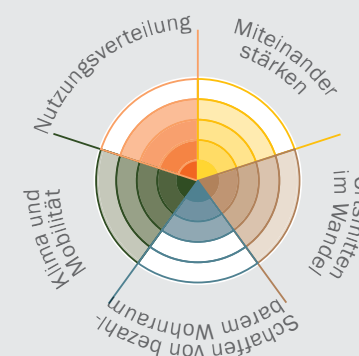 Nutzungsverteilung
Miteinander
stärken
Ortsmitten
im Wandel
Schaffen von bezahl-
barem Wohnraum
Klima und
Mobilität